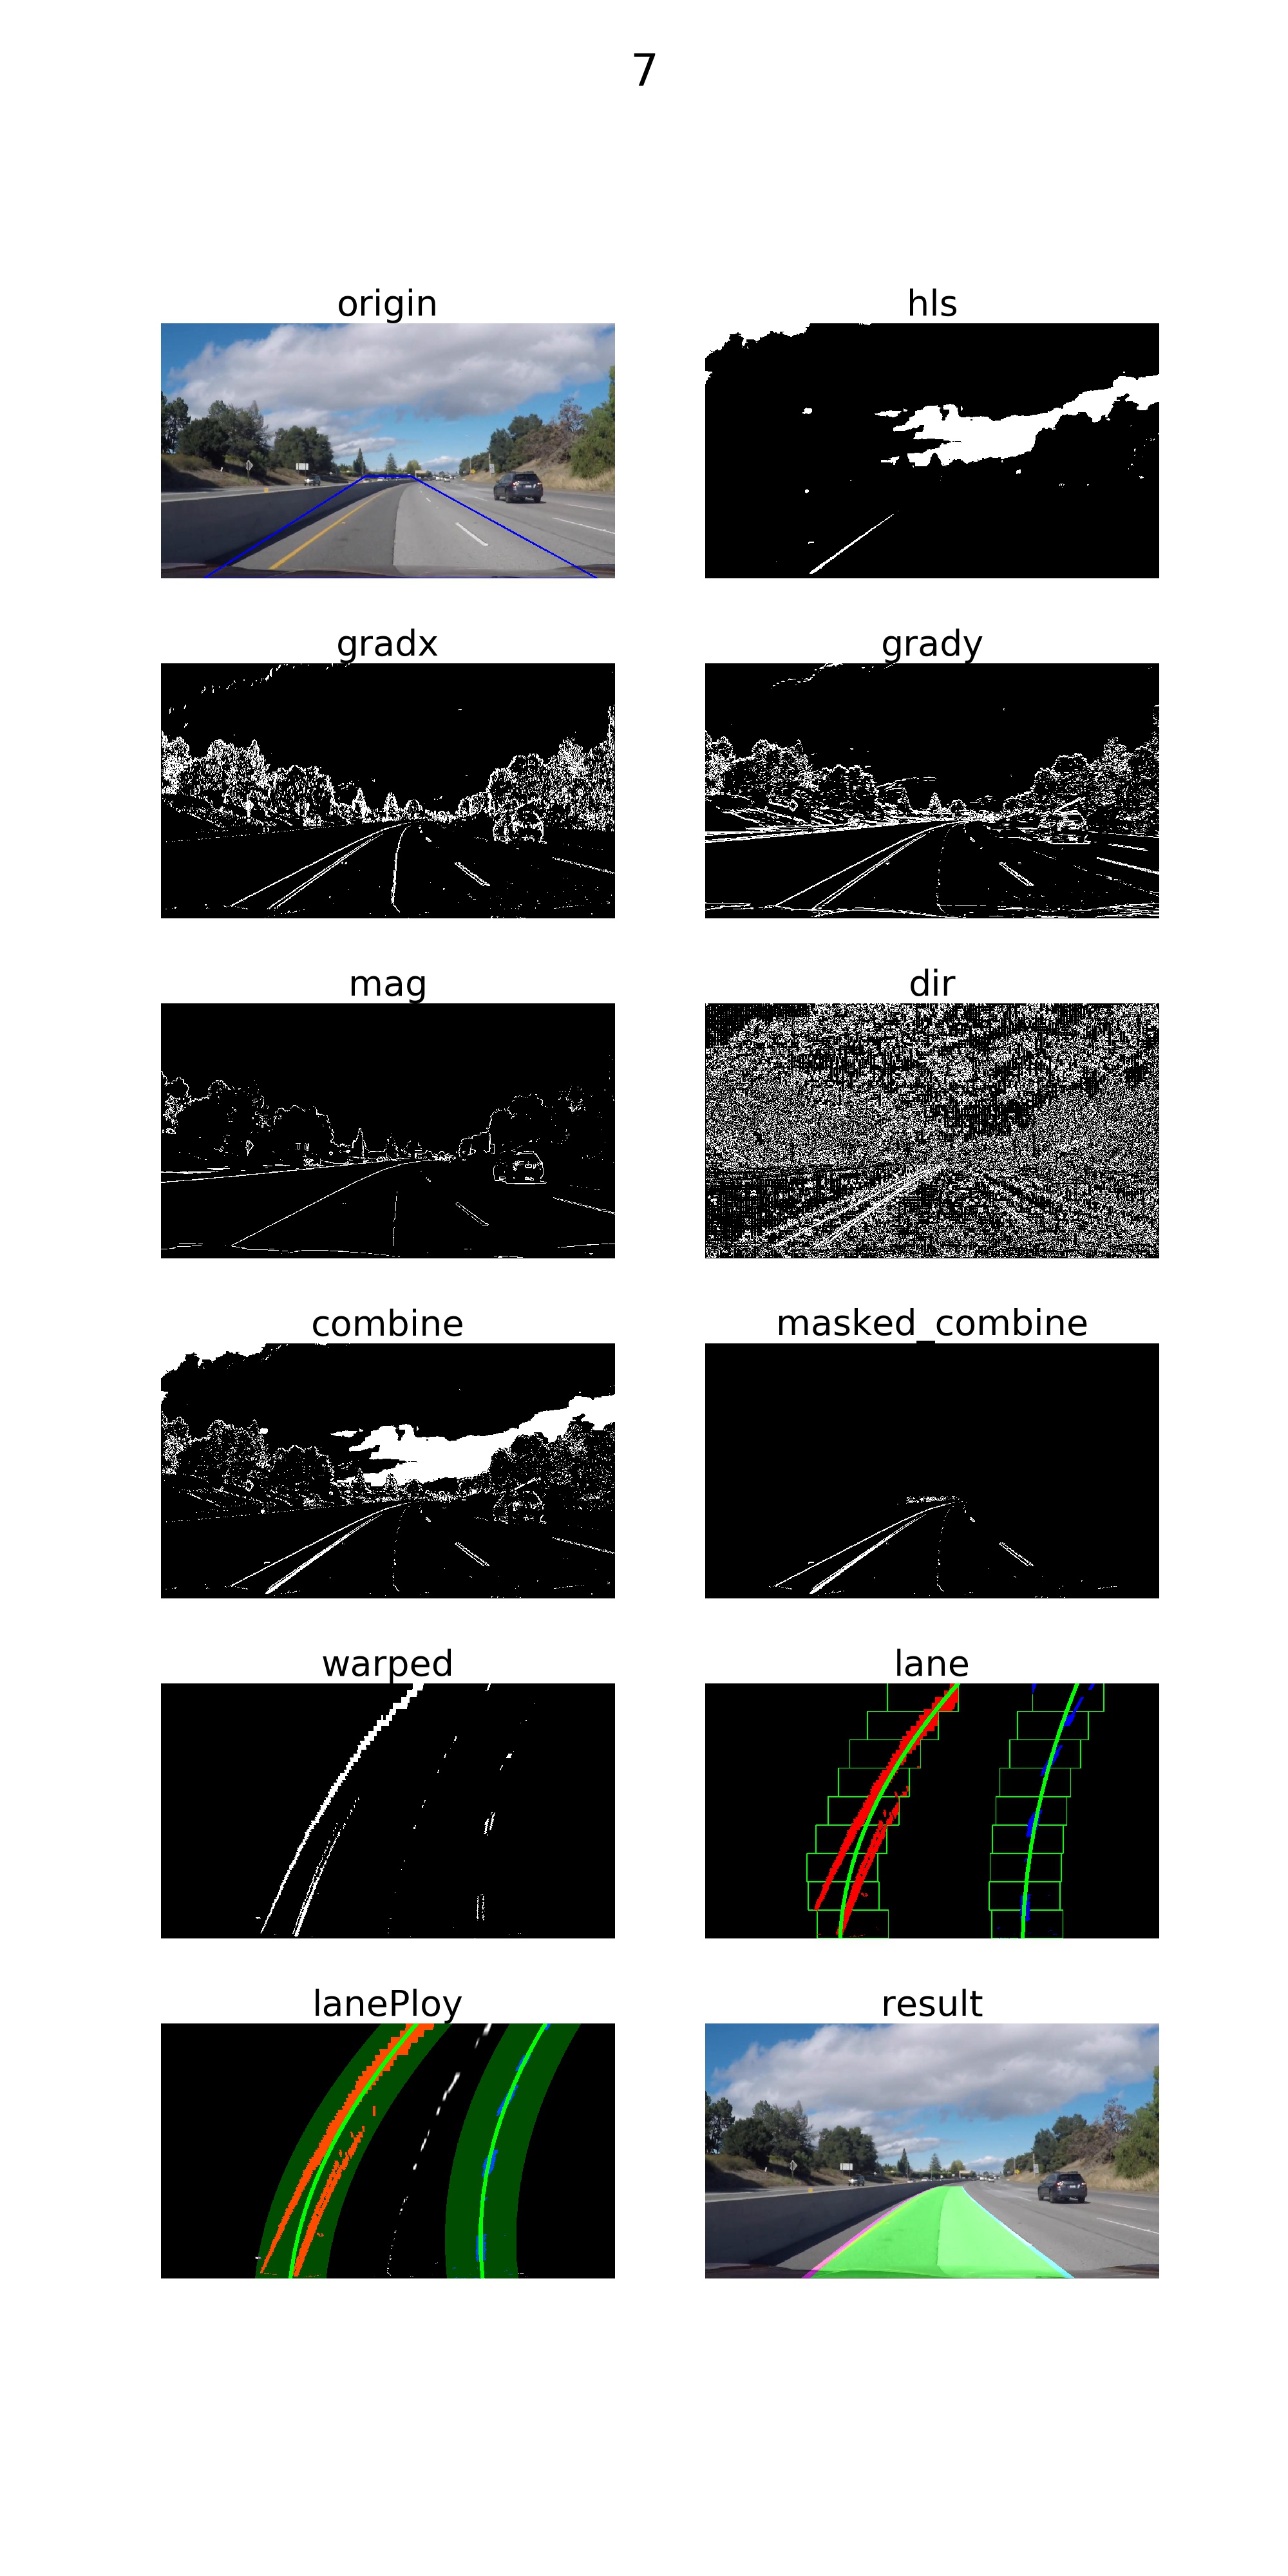 7
origin
hls
gradx
grady
mag
dir
combine
masked_combine
warped
lane
lanePloy
result